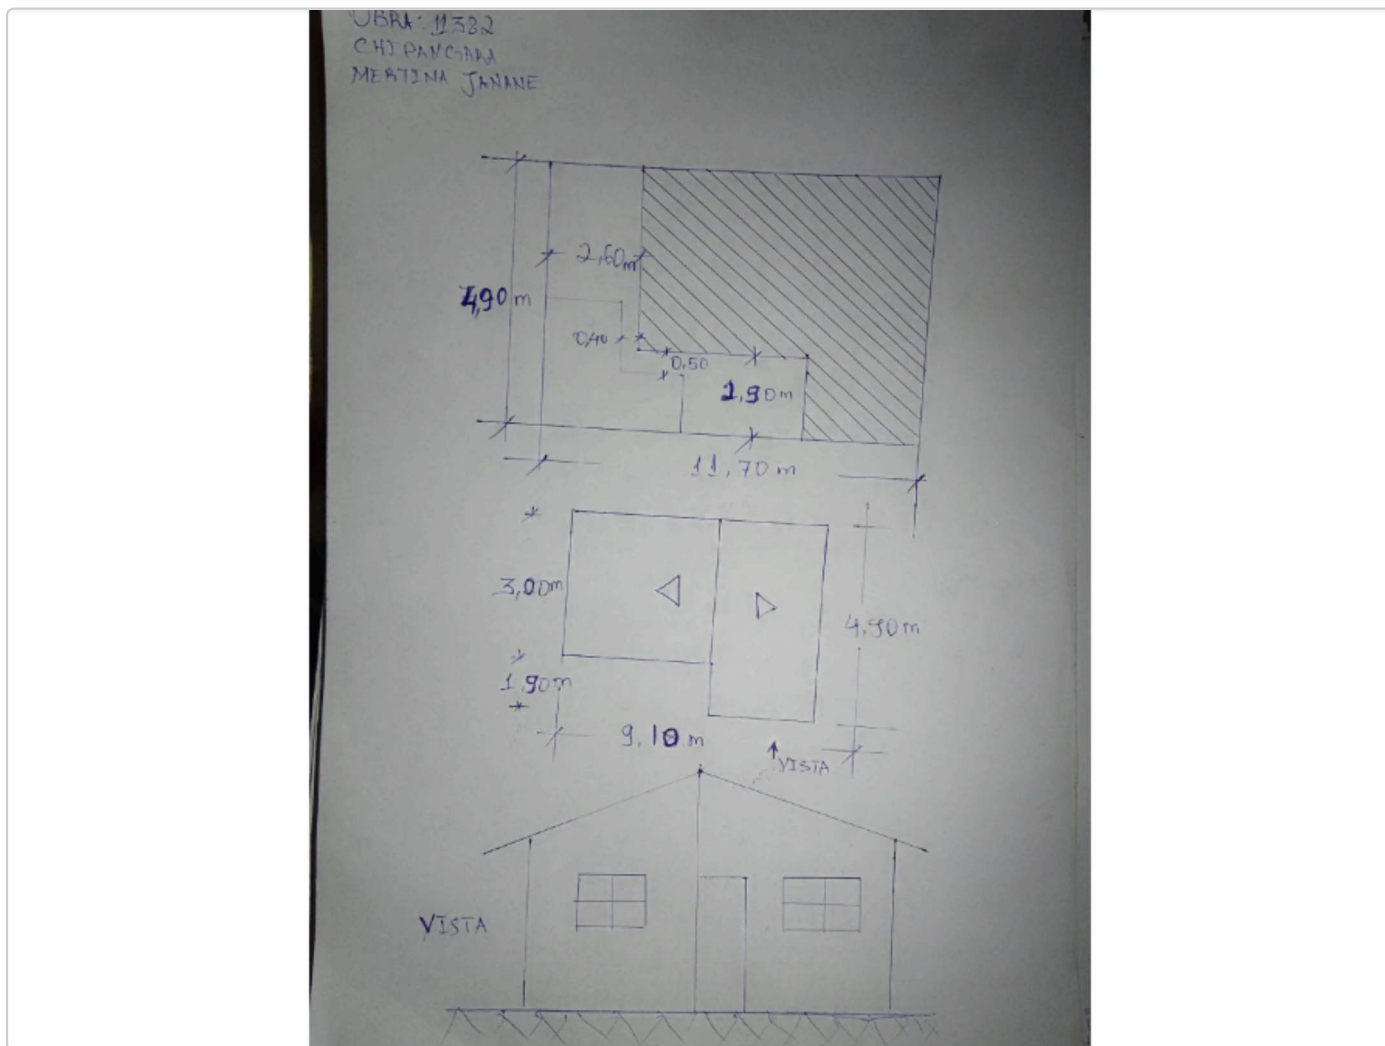 OBRA: 11382
CHIPANGARA
MERTINA JANANE
2,60m
4,90m
0,40
0,50
1,90m
11,70m
3,00m
4.90m
1.90m
9,10m
VISTA
VISTA